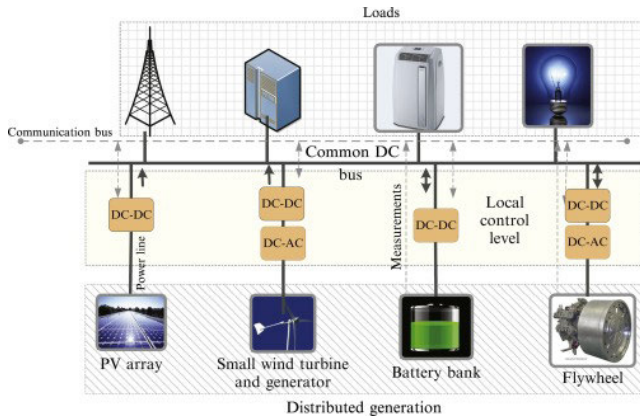 Loads
Communication bus
Common DC
bus
DC-DC
DC-DC
DC-AC
DC-DC
DC-DC
DC-AC
Local
control
level
Power line
Measurements
PV array
Small wind turbine
and generator
Battery bank
Flywheel
Distributed generation